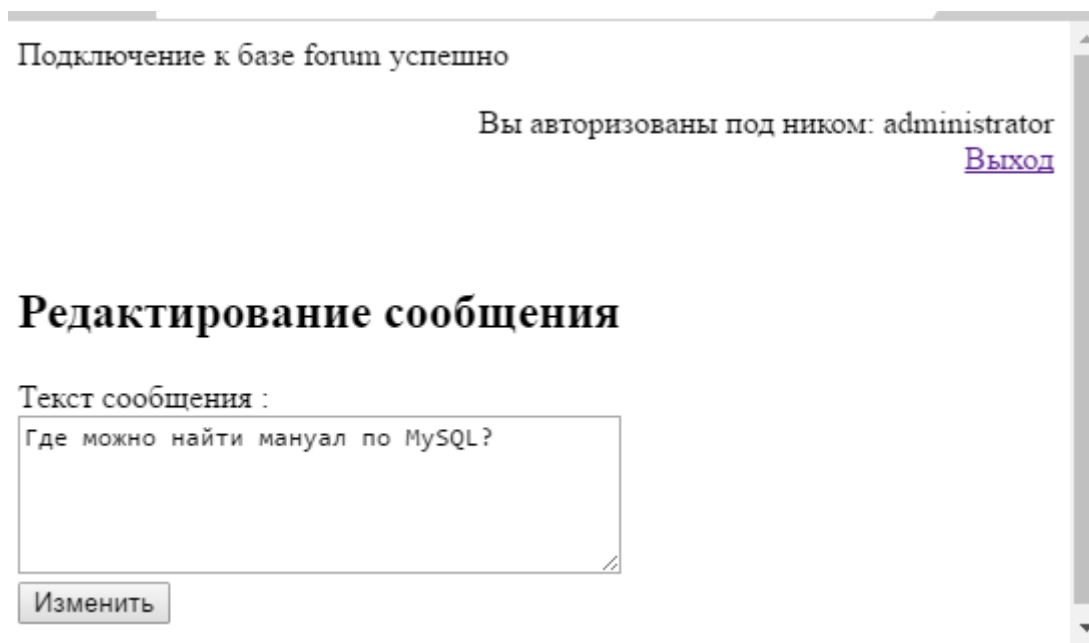 Подключение к базе forum успешно
Вы авторизованы под ником: administrator
Выход
Редактирование сообщения
Текст сообщения :
Где можно найти мануал по MySQL?
Изменить